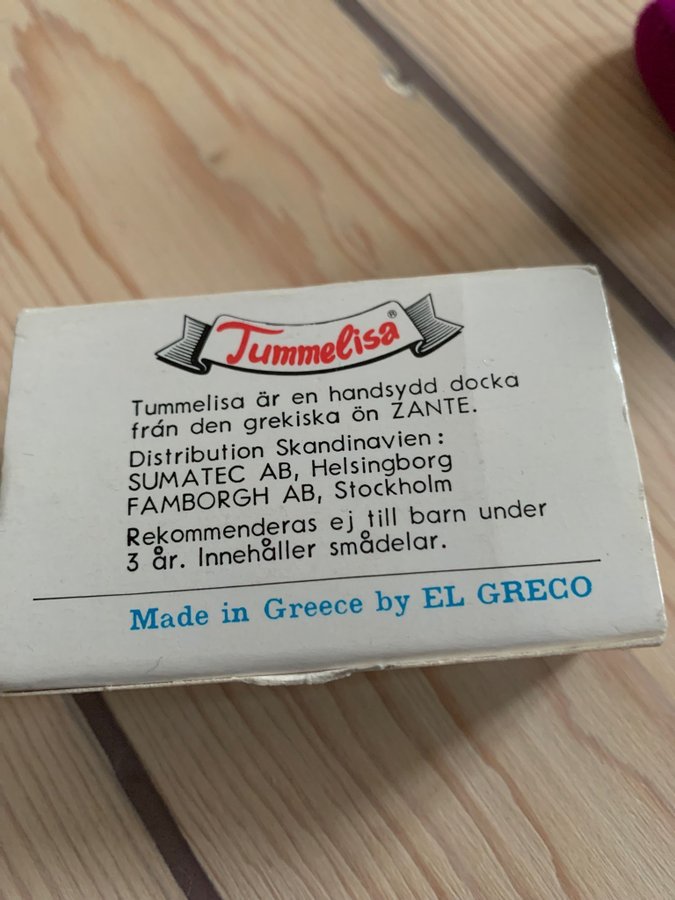 Tummelisa®
Tummelisa är en handsydd docka
från den grekiska ön ZANTE.
Distribution Skandinavien:
SUMATEC AB, Helsingborg
FAMBORGH AB, Stockholm
Rekommenderas ej till barn under
3 år. Innehåller smådelar.
Made in Greece by EL GRECO